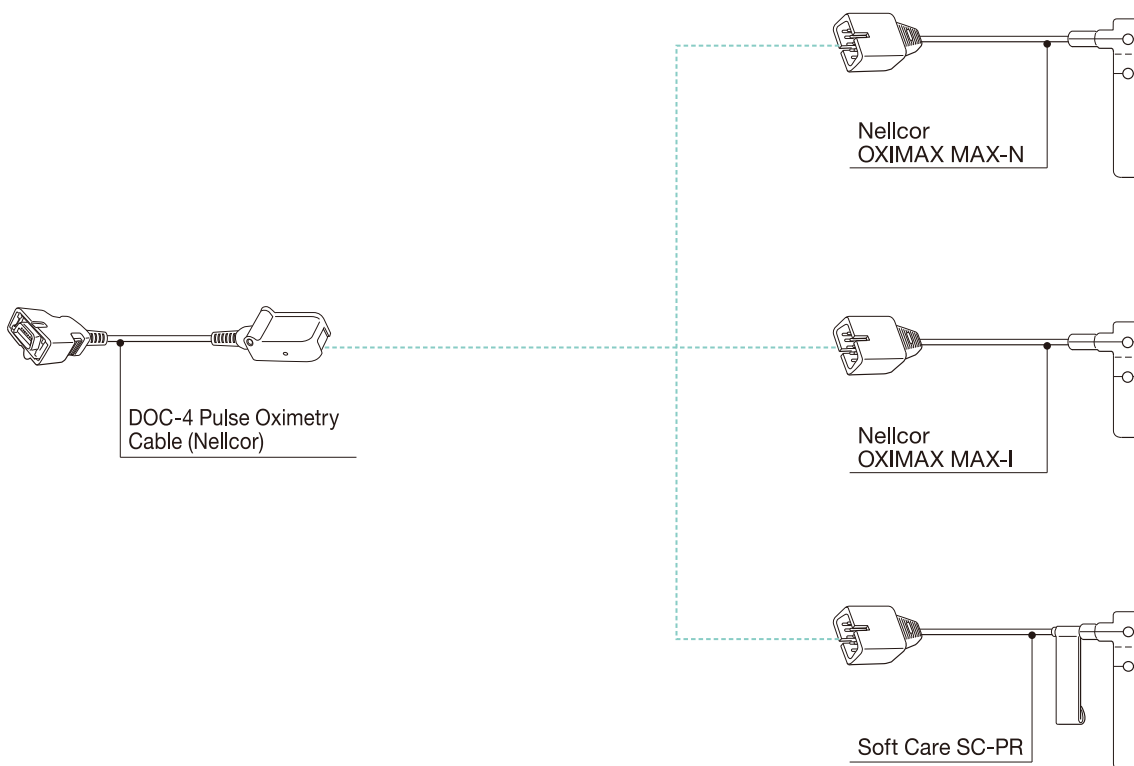 Nellcor
OXIMAX MAX-N
DOC-4 Pulse Oximetry
Cable (Nellcor)
Nellcor
OXIMAX MAX-I
Soft Care SC-PR